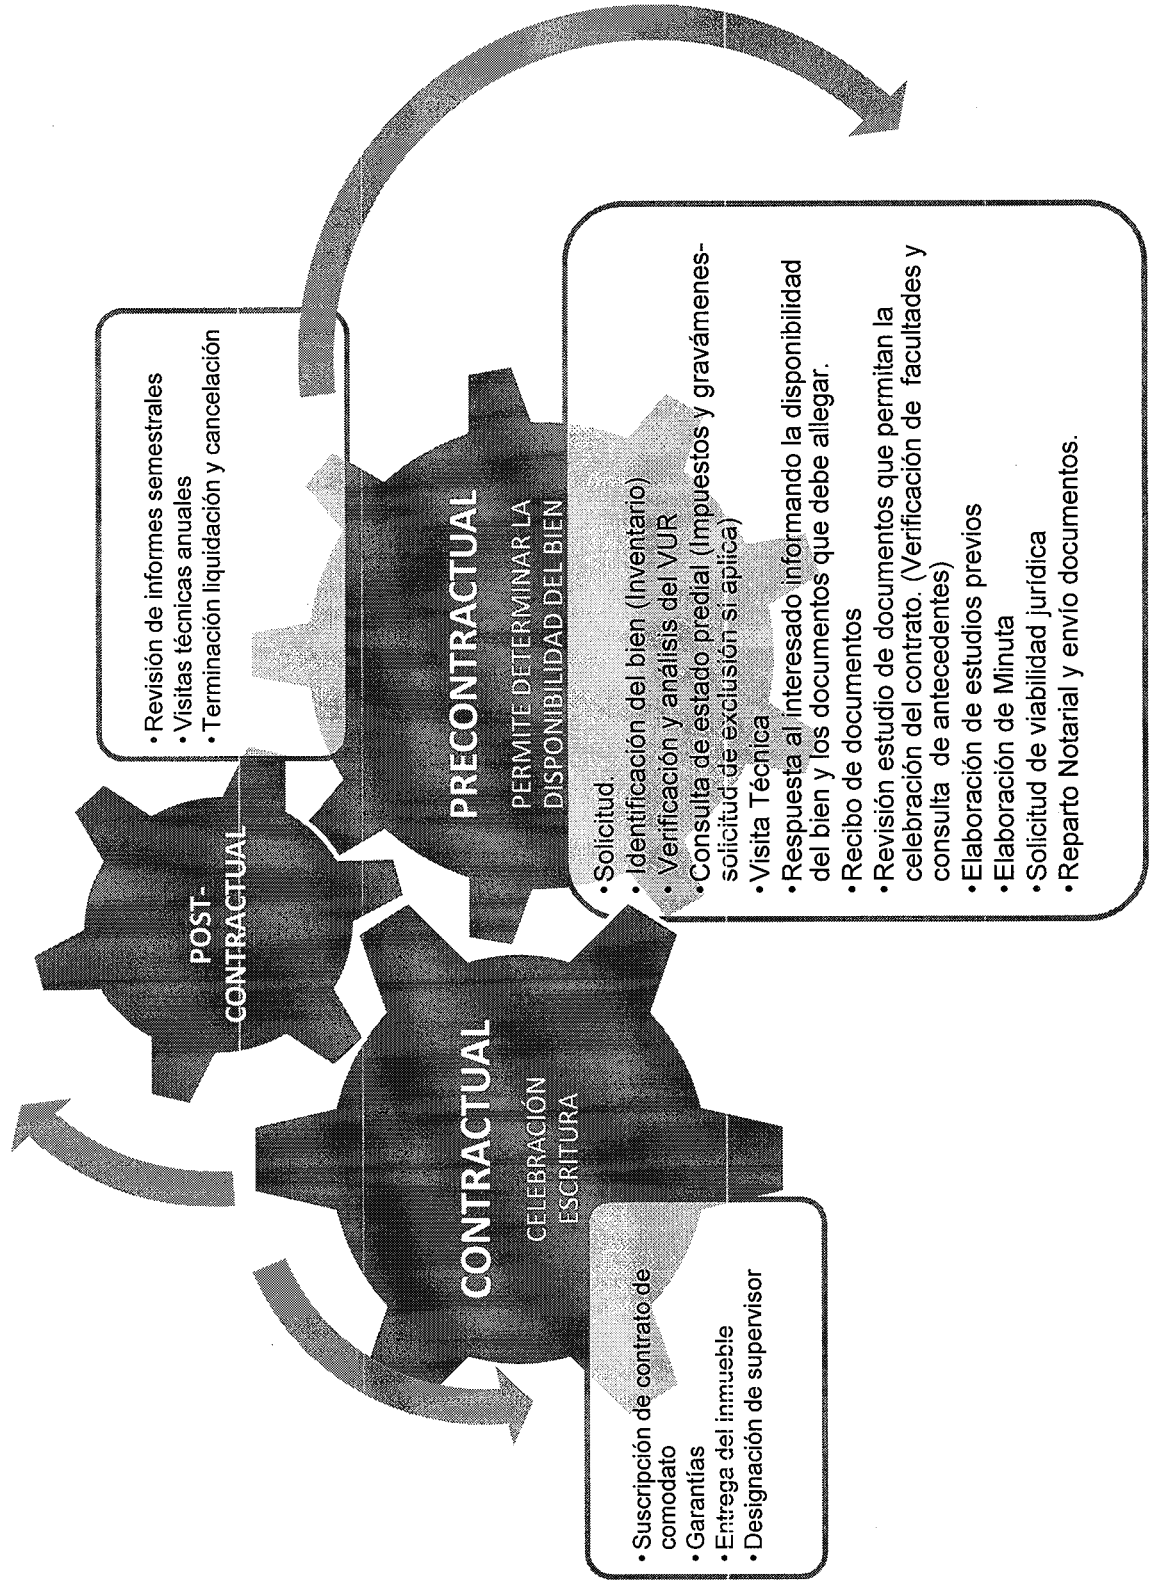 POST-
CONTRACTUAL
• Revisión de informes semestrales
• Visitas técnicas anuales
• Terminación liquidación y cancelación
CONTRACTUAL
CELEBRACIÓN
ESCRITURA
• Suscripción de contrato de
comodato
• Garantías
• Entrega del inmueble
• Designación de supervisor
PRECONTRACTUAL
PERMITE DETERMINAR LA
DISPONIBILIDAD DEL BIEN
• Solicitud.
• Identificación del bien (Inventario)
• Verificación y análisis del VUR
• Consulta de estado predial (Impuestos y gravámenes-
solicitud de exclusión si aplica)
• Visita Técnica
• Respuesta al interesado informando la disponibilidad
del bien y los documentos que debe allegar.
• Recibo de documentos
• Revisión estudio de documentos que permitan la
celebración del contrato. (Verificación de facultades y
consulta de antecedentes)
• Elaboración de estudios previos
• Elaboración de Minuta
• Solicitud de viabilidad jurídica
• Reparto Notarial y envío documentos.